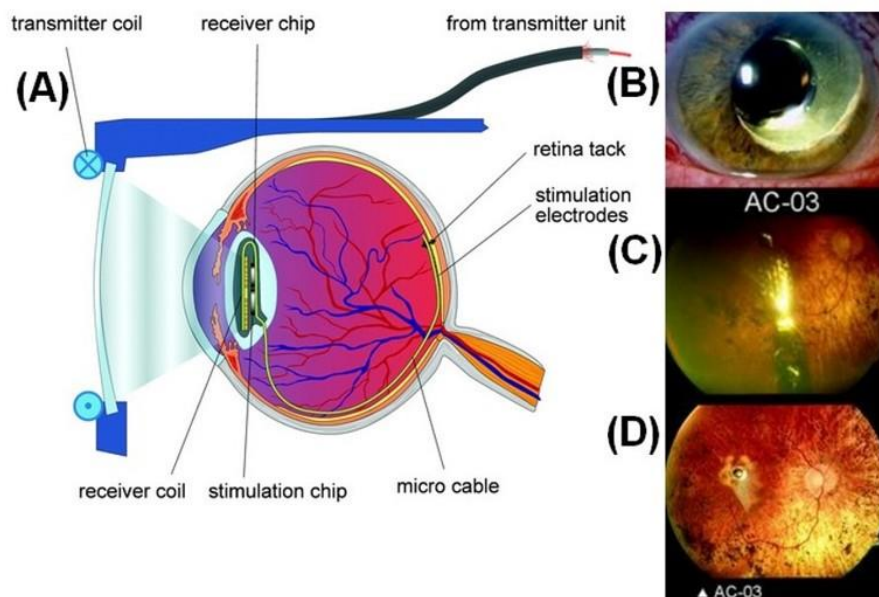 transmitter coil
receiver chip
from transmitter unit
(A)
retina tack
stimulation
electrodes
receiver coil
stimulation chip
micro cable
(B)
AC-03
(C)
(D)
▲ AC-03